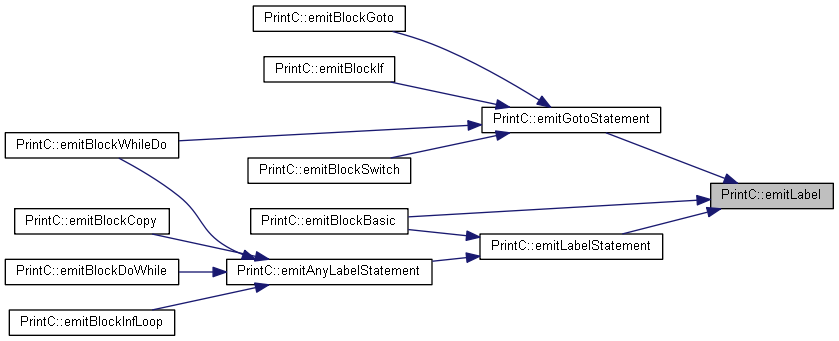 PrintC::emitBlockGoto
PrintC::emitBlockIf
PrintC::emitGotoStatement
PrintC::emitBlockWhileDo
PrintC::emitBlockSwitch
PrintC::emitLabel
PrintC::emitBlockCopy
PrintC::emitBlockBasic
PrintC::emitLabelStatement
PrintC::emitBlockDoWhile
PrintC::emitAnyLabelStatement
PrintC::emitBlockInfLoop